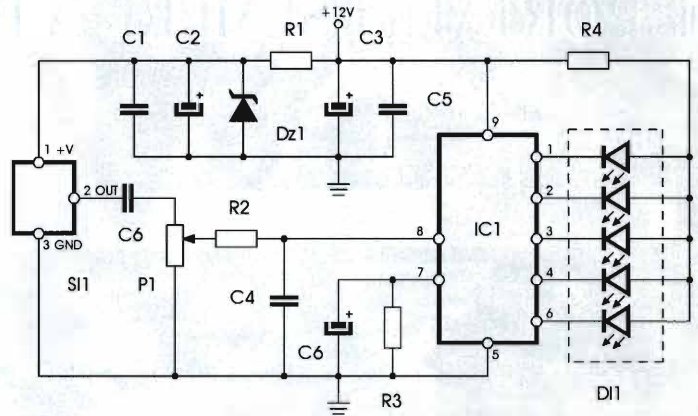 +12V
C1 C2 R1 C3 R4
+ +
Dz1 C5
9
1 +V
1
2 OUT
2
R2
IC1
C6
8
3
3 GND
SI1 P1
7
4
C4
+
6
C6
5
R3
DI1